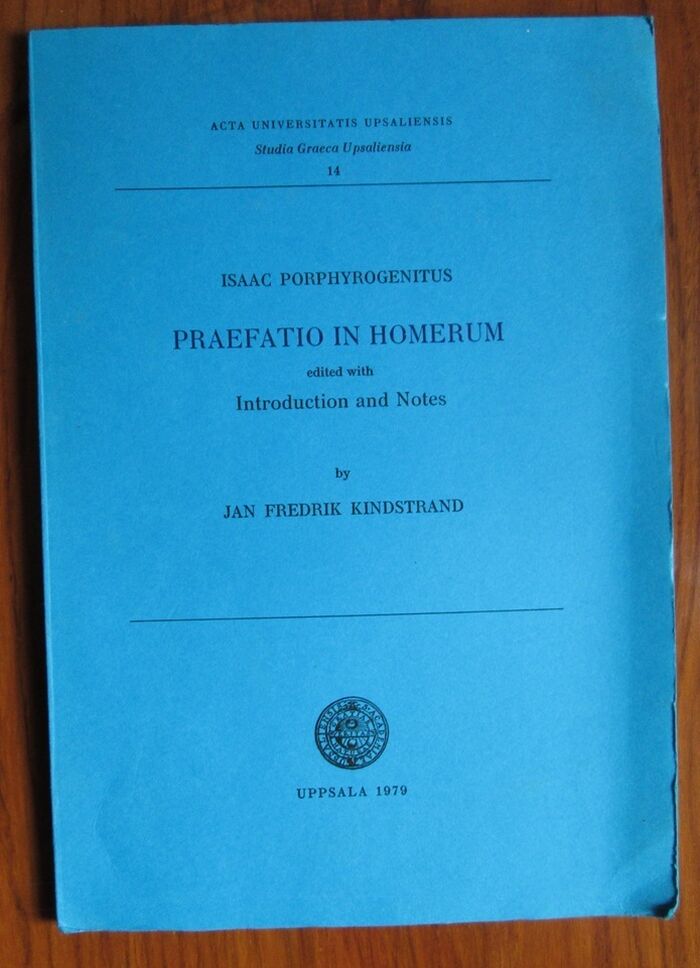 ACTA UNIVERSITATIS UPSALIENSIS
Studia Graeca Upsaliensia
14
ISAAC PORPHYROGENITUS
PRAEFATIO IN HOMERUM
edited with
Introduction and Notes
by
JAN FREDRIK KINDSTRAND
UPPSALA 1979